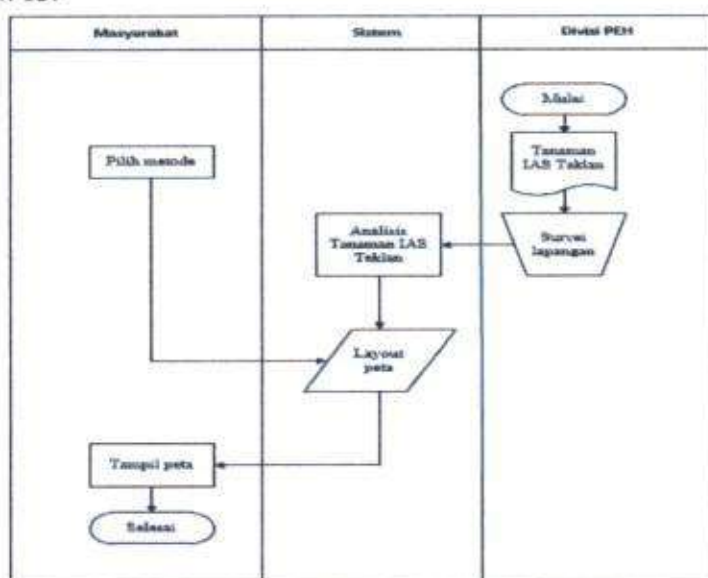 Masyarakat
Sistem
Divisi PEH
Mulai
Tanaman
IAS Teklan
Pilih metode
Survei
lapangan
Analisis
Tanaman IAS
Teklan
Layout
peta
Tampil peta
Selesai